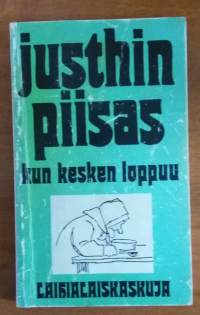 justhin
piisas
kun kesken loppuu
LAIHIALAISKASKUJA